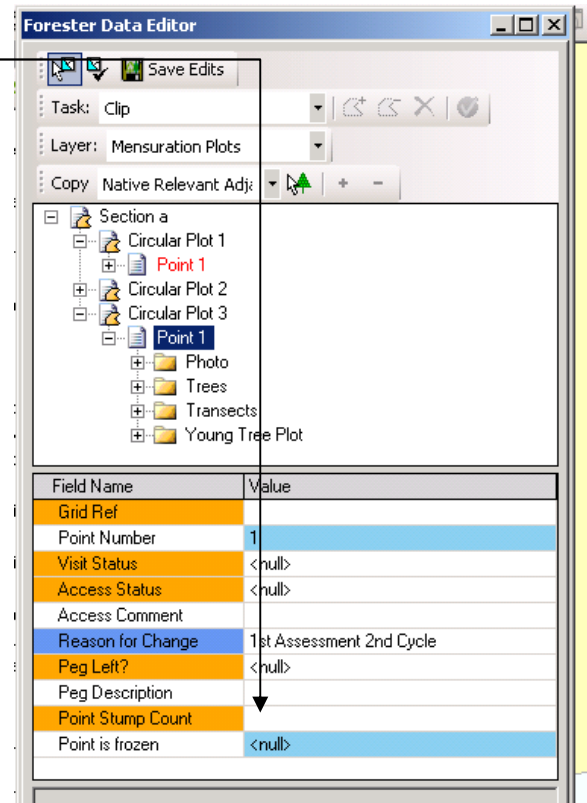 Forester Data Editor
Save Edits
Task: Clip
Layer: Mensuration Plots
Copy Native Relevant Adja
Section a
Circular Plot 1
Point 1
Circular Plot 2
Circular Plot 3
Point 1
Photo
Trees
Transects
Young Tree Plot
Field Name Value
Grid Ref
Point Number 1
Visit Status <null>
Access Status <null>
Access Comment
Reason for Change 1st Assessment 2nd Cycle
Peg Left? <null>
Peg Description
Point Stump Count
Point is frozen <null>